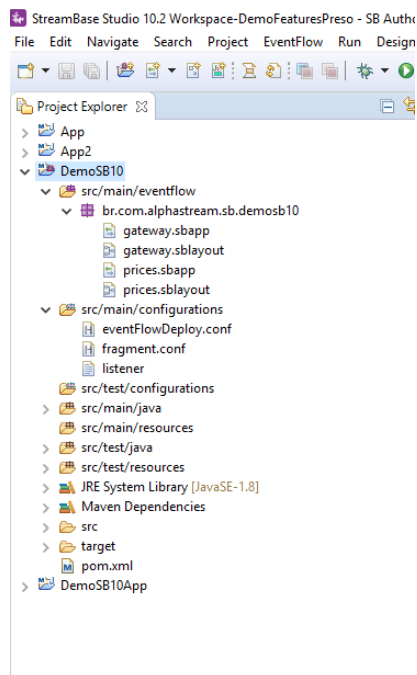 StreamBase Studio 10.2 Workspace-DemoFeaturesPreso - SB Autho
File Edit Navigate Search Project EventFlow Run Design
Project Explorer
App
App2
DemoSB10
src/main/eventflow
br.com.alphastream.sb.demosb10
gateway.sbapp
gateway.sblayout
prices.sbapp
prices.sblayout
src/main/configurations
eventFlowDeploy.conf
fragment.conf
listener
src/test/configurations
src/main/java
src/main/resources
src/test/java
src/test/resources
JRE System Library [JavaSE-1.8]
Maven Dependencies
src
target
pom.xml
DemoSB10App